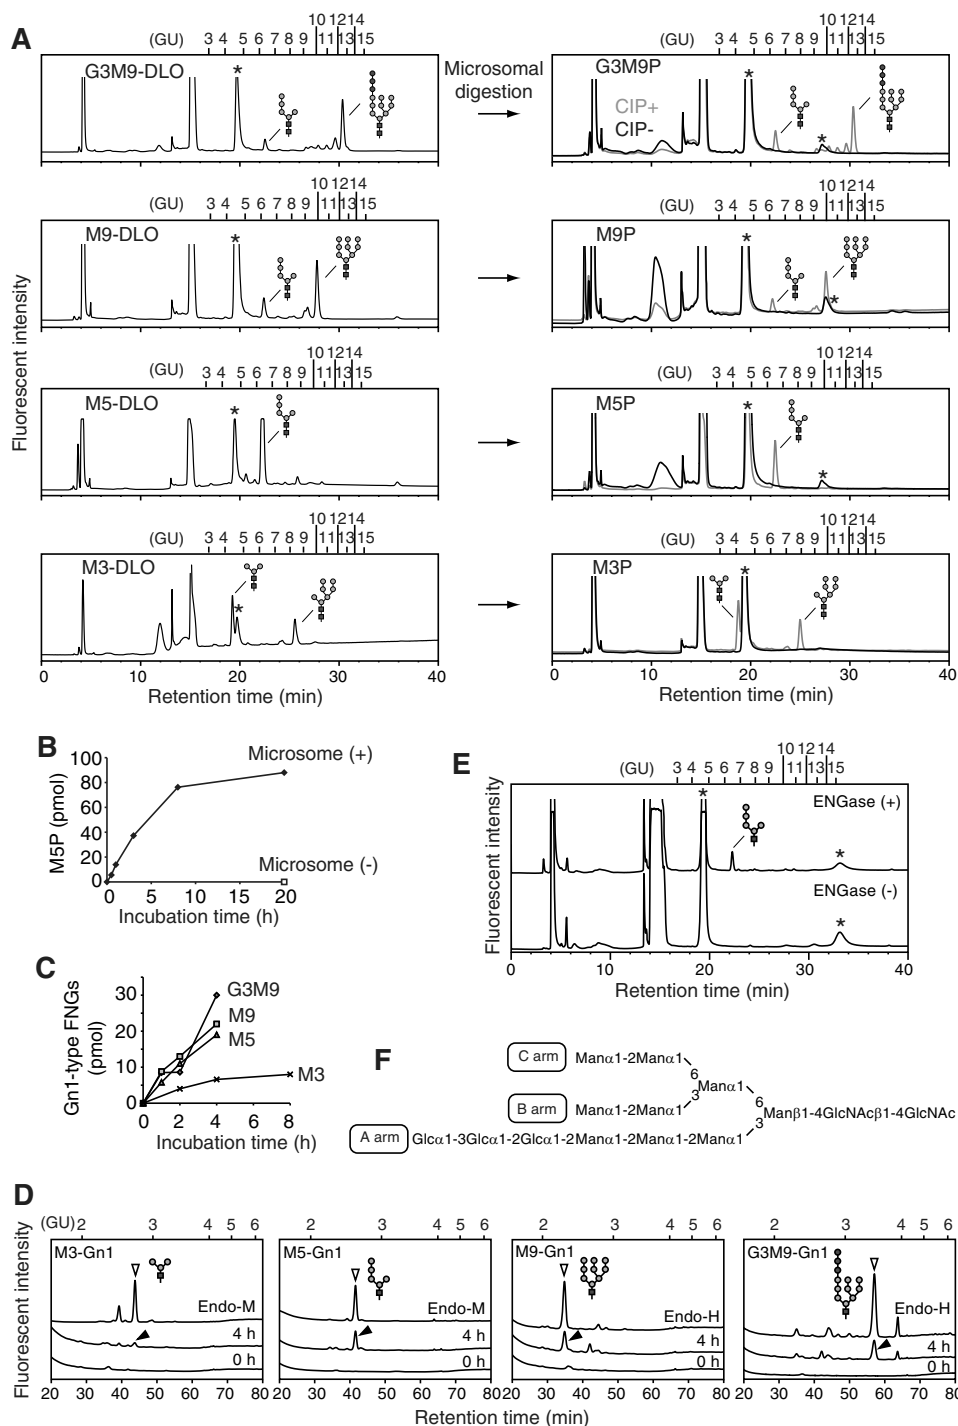 A
Fluorescent intensity
10 12 14
(GU) 3 4 5 6 7 8 9 11 13 15
G3M9-DLO
*
Microsomal
digestion
10 12 14
(GU) 3 4 5 6 7 8 9 11 13 15
G3M9P
CIP+
CIP-
*
*
10 12 14
(GU) 3 4 5 6 7 8 9 11 13 15
M9-DLO
*
10 12 14
(GU) 3 4 5 6 7 8 9 11 13 15
M9P
*
*
10 12 14
(GU) 3 4 5 6 7 8 9 11 13 15
M5-DLO
*
10 12 14
(GU) 3 4 5 6 7 8 9 11 13 15
M5P
*
*
10 12 14
(GU) 3 4 5 6 7 8 9 11 13 15
M3-DLO
*
0 10 20 30 40
Retention time (min)
10 12 14
(GU) 3 4 5 6 7 8 9 11 13 15
M3P
*
0 10 20 30 40
Retention time (min)
B
M5P (pmol)
100
80
60
40
20
0
Microsome (+)
Microsome (-)
0 5 10 15 20
Incubation time (h)
C
Gn1-type FNGs
(pmol)
30
20
10
0
G3M9
M9
M5
M3
0 2 4 6 8
Incubation time (h)
E
Fluorescent intensity
10 12 14
(GU) 3 4 5 6 7 8 9 11 13 15
*
ENGase (+)
*
ENGase (-)
*
0 10 20 30 40
Retention time (min)
F
C arm Manα1-2Manα1
6
Manα1
3
B arm Manα1-2Manα1
6
Manβ1-4GlcNAcβ1-4GlcNAc
3
A arm Glcα1-3Glcα1-2Glcα1-2Manα1-2Manα1-2Manα1
D
Fluorescent intensity
(GU) 2 3 4 5 6
M3-Gn1
Endo-M
4 h
0 h
20 30 40 50 60 70 80
2 3 4 5 6
M5-Gn1
Endo-M
4 h
0 h
20 30 40 50 60 70 80
2 3 4 5 6
M9-Gn1
Endo-H
4 h
0 h
20 30 40 50 60 70 80
2 3 4 5 6
G3M9-Gn1
Endo-H
4 h
0 h
20 30 40 50 60 70 80
Retention time (min)